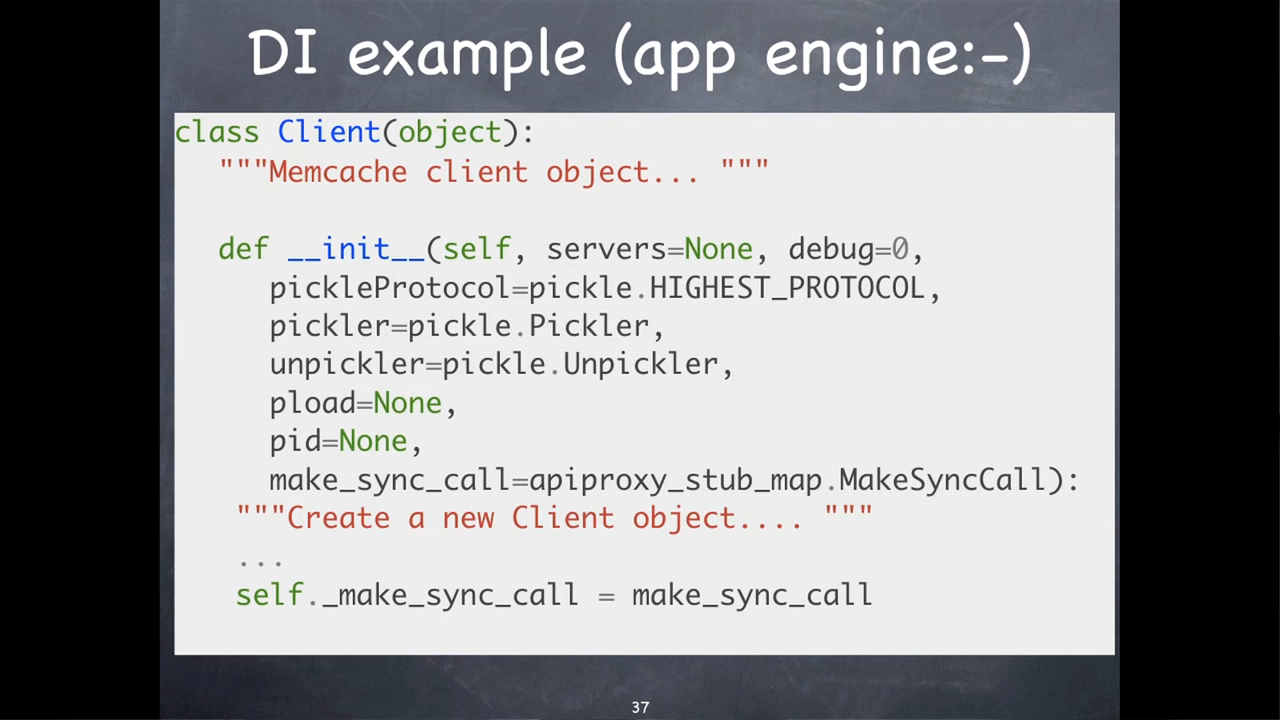 DI example (app engine:-)
class Client(object):
"""Memcache client object... """
def __init__(self, servers=None, debug=0,
pickleProtocol=pickle.HIGHEST_PROTOCOL,
pickler=pickle.Pickler,
unpickler=pickle.Unpickler,
pload=None,
pid=None,
make_sync_call=apiproxy_stub_map.MakeSyncCall):
"""Create a new Client object.... """
...
self._make_sync_call = make_sync_call
37